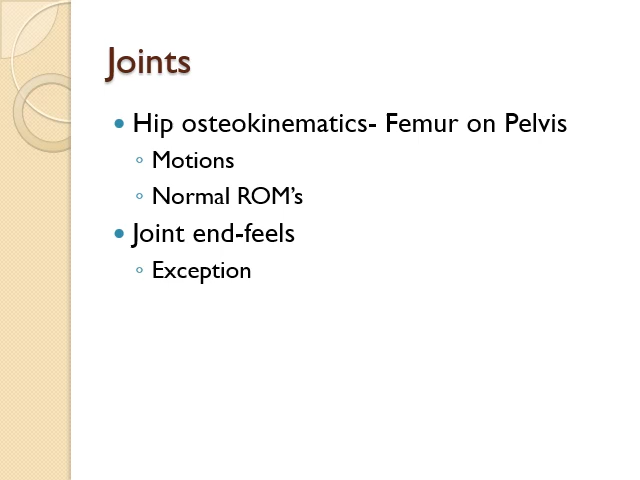 Joints
• Hip osteokinematics- Femur on Pelvis
◦ Motions
◦ Normal ROM's
• Joint end-feels
◦ Exception